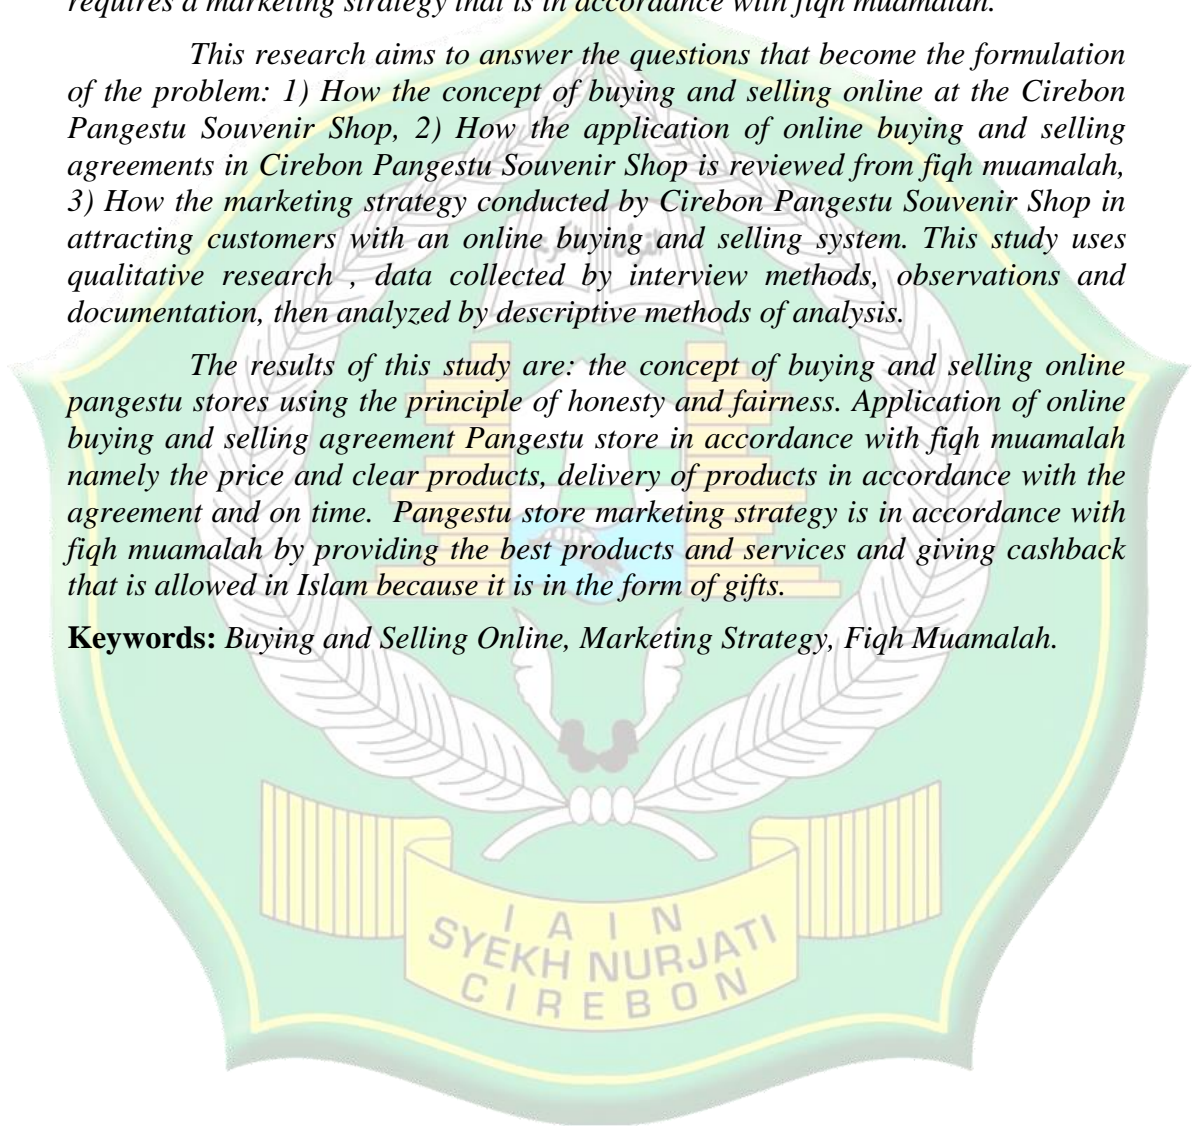 requires a marketing strategy that is in accordance with fiqh muamalah.
This research aims to answer the questions that become the formulation
of the problem: 1) How the concept of buying and selling online at the Cirebon
Pangestu Souvenir Shop, 2) How the application of online buying and selling
agreements in Cirebon Pangestu Souvenir Shop is reviewed from fiqh muamalah,
3) How the marketing strategy conducted by Cirebon Pangestu Souvenir Shop in
attracting customers with an online buying and selling system. This study uses
qualitative research , data collected by interview methods, observations and
documentation, then analyzed by descriptive methods of analysis.
The results of this study are: the concept of buying and selling online
pangestu stores using the principle of honesty and fairness. Application of online
buying and selling agreement Pangestu store in accordance with fiqh muamalah
namely the price and clear products, delivery of products in accordance with the
agreement and on time. Pangestu store marketing strategy is in accordance with
fiqh muamalah by providing the best products and services and giving cashback
that is allowed in Islam because it is in the form of gifts.
Keywords: Buying and Selling Online, Marketing Strategy, Fiqh Muamalah.
IAIN
SYEKH NURJATI
CIREBON